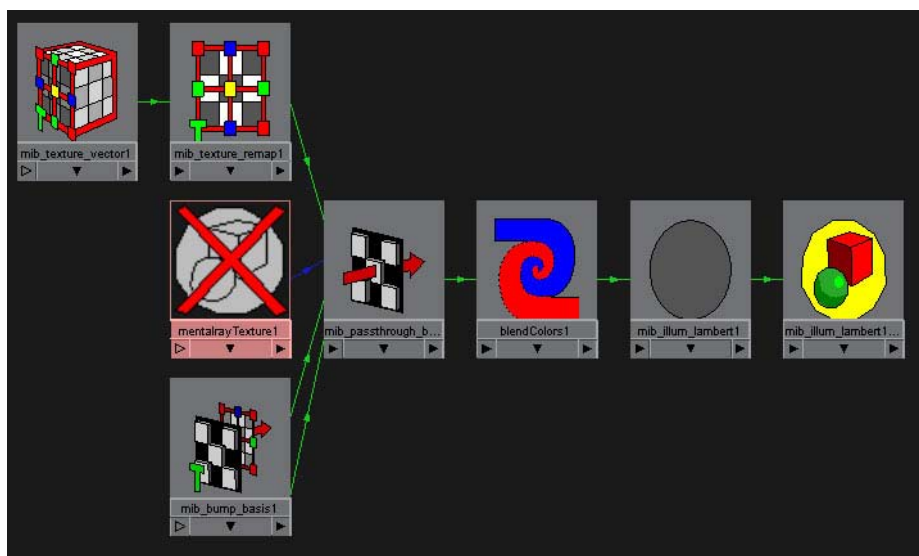 mib_texture_vector1
mib_texture_remap1
mentalrayTexture1
mib_passthrough_b...
blendColors1
mib_illum_lambert1
mib_illum_lambert1...
mib_bump_basis1